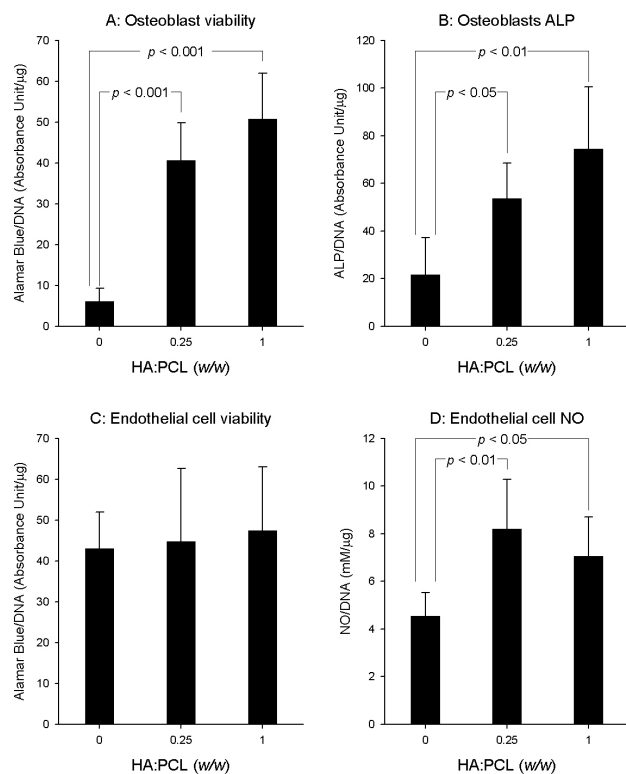 A: Osteoblast viability
Alamar Blue/DNA (Absorbance Unit/µg)
70
60
50
40
30
20
10
0
p < 0.001
p < 0.001
0 0.25 1
HA:PCL (w/w)
B: Osteoblasts ALP
ALP/DNA (Absorbance Unit/µg)
120
100
80
60
40
20
0
p < 0.01
p < 0.05
0 0.25 1
HA:PCL (w/w)
C: Endothelial cell viability
Alamar Blue/DNA (Absorbance Unit/µg)
70
60
50
40
30
20
10
0
0 0.25 1
HA:PCL (w/w)
D: Endothelial cell NO
NO/DNA (mM/µg)
12
10
8
6
4
2
0
p < 0.05
p < 0.01
0 0.25 1
HA:PCL (w/w)